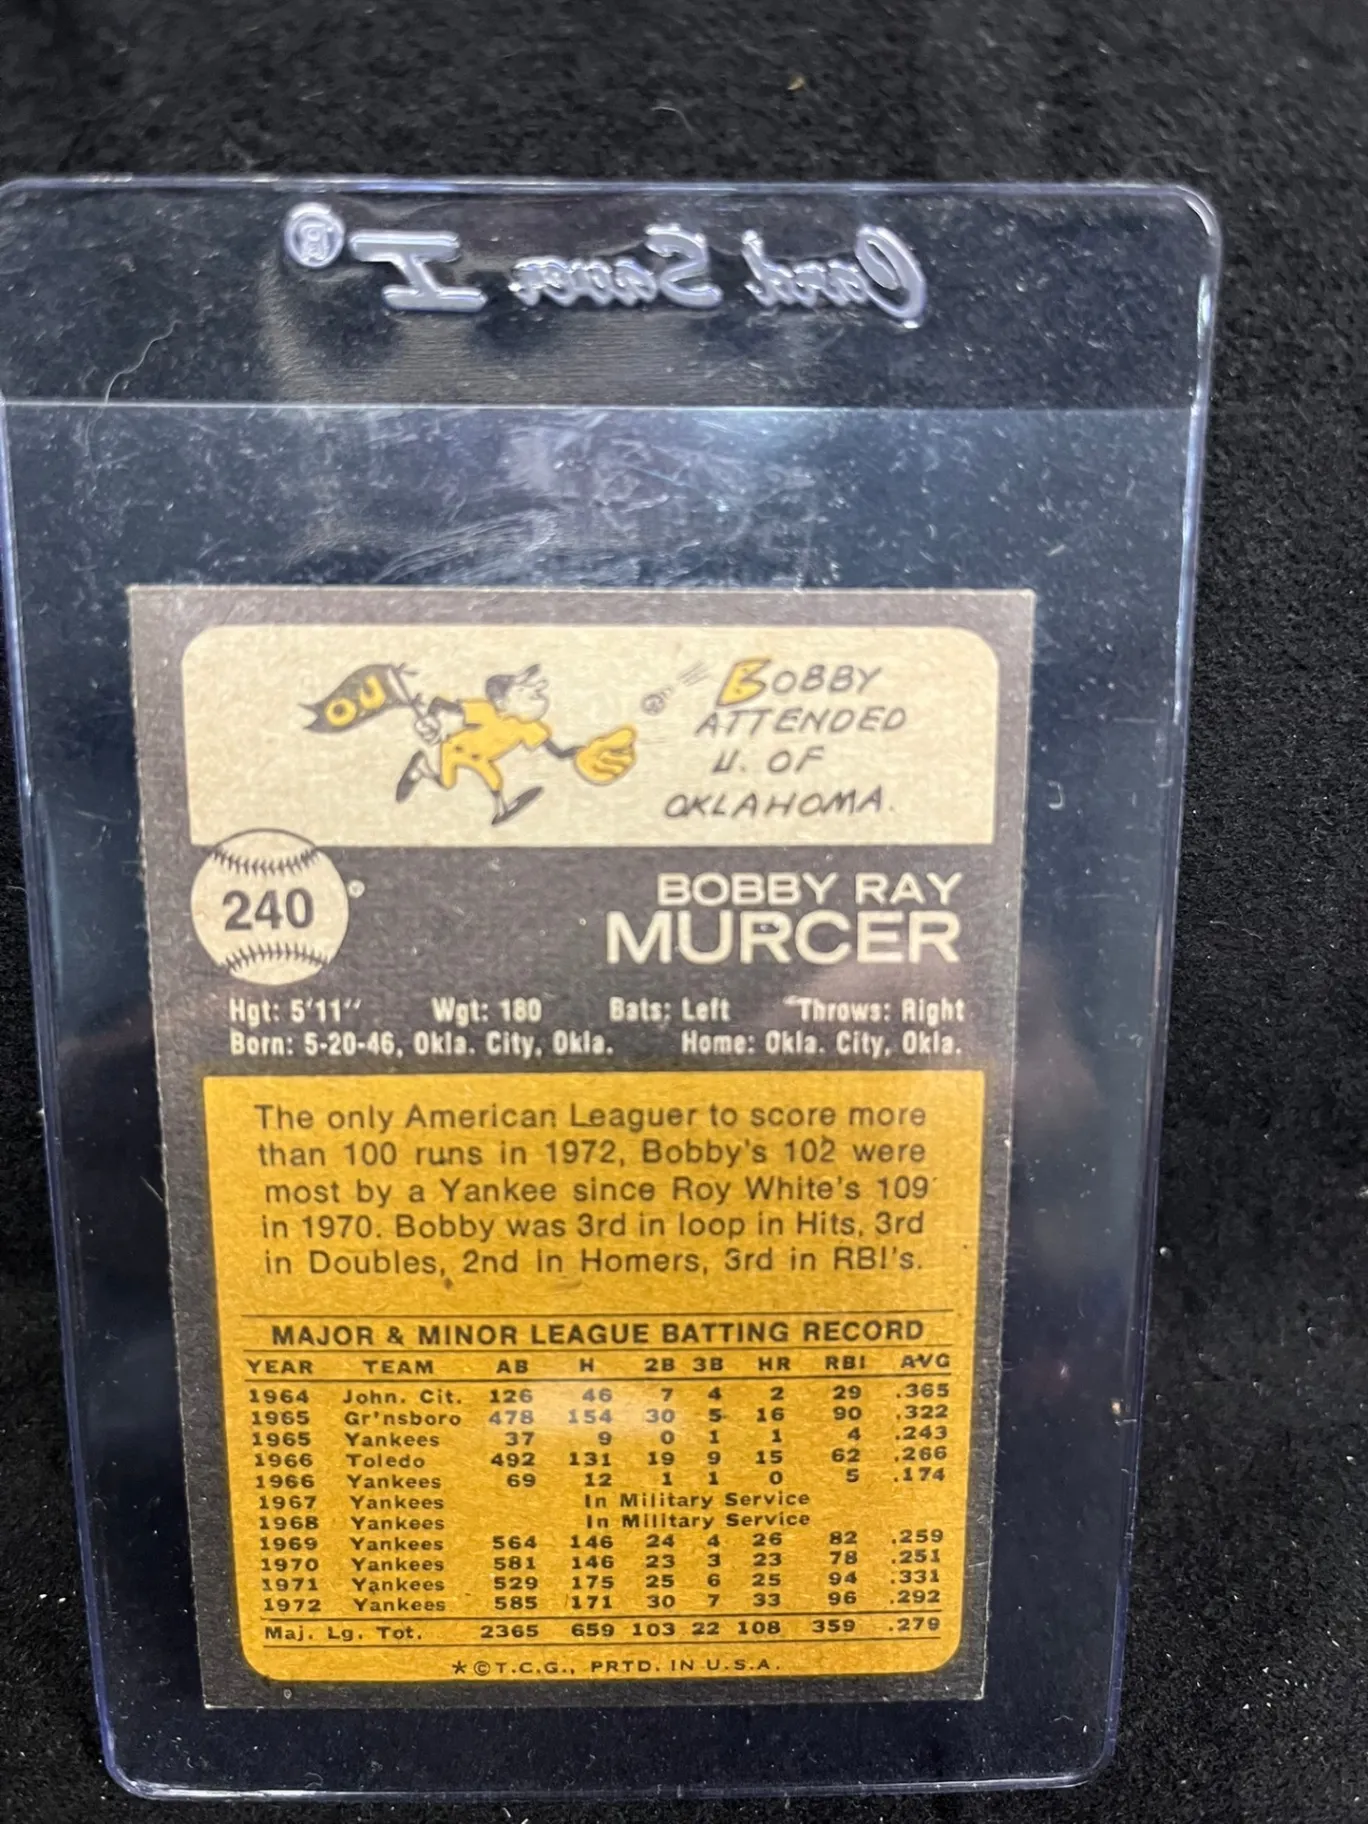 Card Saver I®
O.U
BOBBY
ATTENDED
U. OF
OKLAHOMA.
240
BOBBY RAY
MURCER
Hgt: 5'11" Wgt: 180 Bats: Left Throws: Right
Born: 5-20-46, Okla. City, Okla. Home: Okla. City, Okla.
The only American Leaguer to score more
than 100 runs in 1972, Bobby's 102 were
most by a Yankee since Roy White's 109
in 1970. Bobby was 3rd in loop in Hits, 3rd
in Doubles, 2nd in Homers, 3rd in RBI's.
MAJOR & MINOR LEAGUE BATTING RECORD
YEAR TEAM AB H 2B 3B HR RBI AVG
1964 John. Cit. 126 46 7 4 2 29 .365
1965 Gr'nsboro 478 154 30 5 16 90 .322
1965 Yankees 37 9 0 1 1 4 .243
1966 Toledo 492 131 19 9 15 62 .266
1966 Yankees 69 12 1 1 0 5 .174
1967 Yankees In Military Service
1968 Yankees In Military Service
1969 Yankees 564 146 24 4 26 82 .259
1970 Yankees 581 146 23 3 23 78 .251
1971 Yankees 529 175 25 6 25 94 .331
1972 Yankees 585 171 30 7 33 96 .292
Maj. Lg. Tot. 2365 659 103 22 108 359 .279
*©T.C.G., PRTD. IN U.S.A.